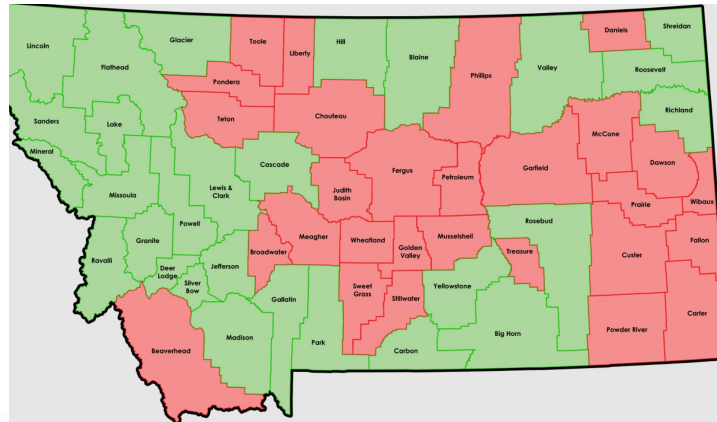 Lincoln
Flathead
Glacier
Toole
Liberty
Hill
Blaine
Phillips
Valley
Daniels
Shreidan
Roosevelt
Richland
Pondera
Teton
Chouteau
Sanders
Lake
Mineral
Missoula
Lewis &
Clark
Cascade
Judith
Basin
Fergus
Petroleum
Garfield
McCane
Dawson
Prairie
Wibaux
Powell
Granite
Ravalli
Deer
Lodge
Silver
Bow
Jefferson
Broadwater
Meagher
Wheatland
Golden
Valley
Musselshell
Rosebud
Treasure
Custer
Fallon
Beaverhead
Madison
Gallatin
Park
Sweet
Grass
Stillwater
Carbon
Yellowstone
Big Horn
Powder River
Carter